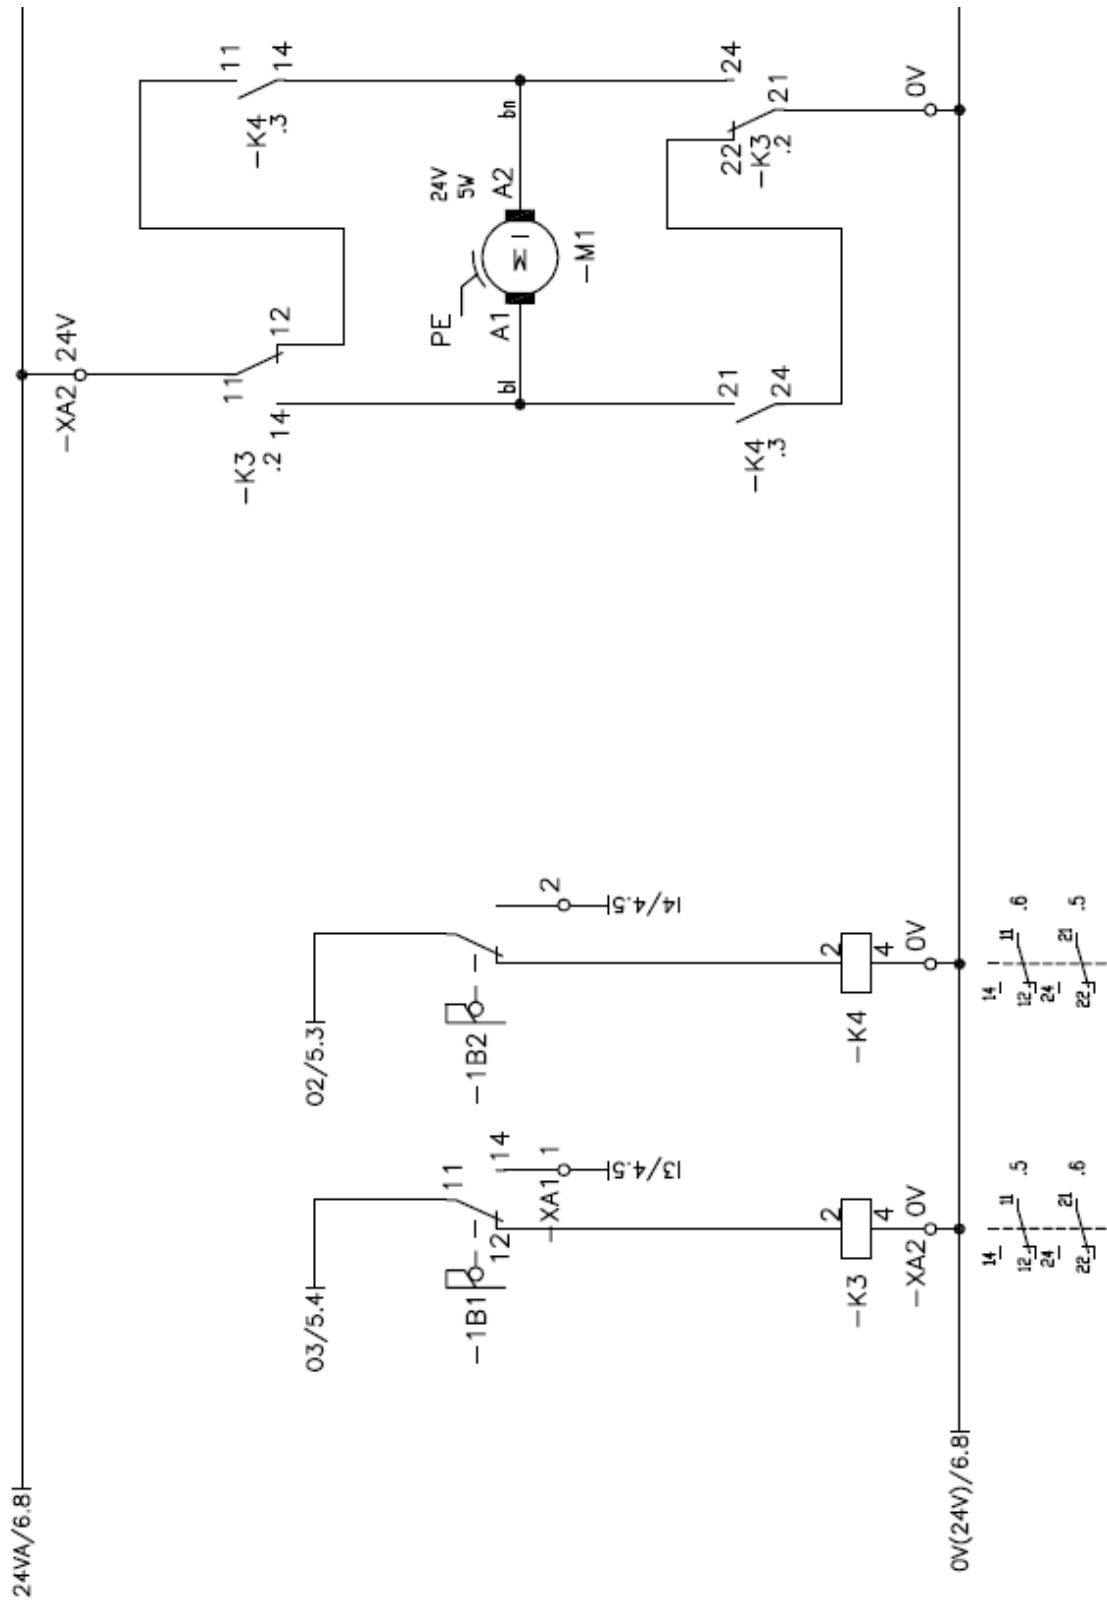 24VA/6.8
0V(24V)/6.8
O3/5.4
-1B1
11
12
14
-XA1
1
I3/4.5
-K3
2
4
-XA2
0V
14
11
.5
12
24
21
.6
22
O2/5.3
-1B2
2
I4/4.5
-K4
2
4
0V
14
11
.6
12
24
21
.5
22
-XA2
24V
-K3
.2
11
12
14
-K4
.3
11
14
PE
24V
5W
A1
A2
M
-M1
bl
bn
-K4
.3
21
24
-K3
.2
22
24
21
0V